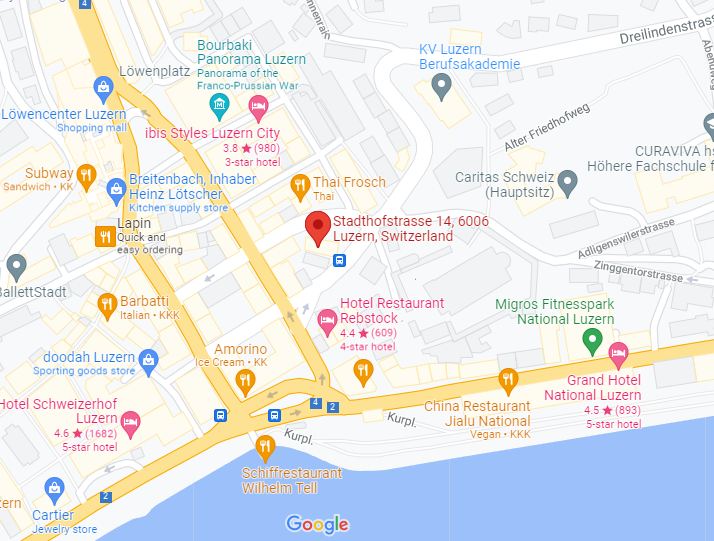 4
nnenrais
Dreilindenstrass
Abendweg
Bourbaki
Panorama Luzern
Panorama of the
Franco-Prussian War
KV Luzern
Berufsakademie
Löwenplatz
Löwencenter Luzern
Shopping mall
ibis Styles Luzern City
3.8 ★ (980)
3-star hotel
Alter Friedhofweg
CURAVIVA hs
Höhere Fachschule f
Subway
Sandwich • KK
Breitenbach, Inhaber
Heinz Lötscher
Kitchen supply store
Thai Frosch
Thai
Caritas Schweiz
(Hauptsitz)
Lapin
Quick and
easy ordering
Stadthofstrasse 14, 6006
Luzern, Switzerland
Adligenswilerstrasse
Zinggentorstrasse
BallettStadt
Barbatti
Italian • KKK
Hotel Restaurant
Rebstock
4.4 ★ (609)
4-star hotel
Migros Fitnesspark
National Luzern
doodah Luzern
Sporting goods store
Amorino
Ice Cream • KK
Grand Hotel
National Luzern
4.5 ★ (893)
5-star hotel
Hotel Schweizerhof
Luzern
4.6 ★ (1682)
5-star hotel
4
2
China Restaurant
Jialu National
Vegan • KKK
Kurpl.
Kurpl.
Schiffrestaurant
Wilhelm Tell
2
zern
Cartier
Jewelry store
Google